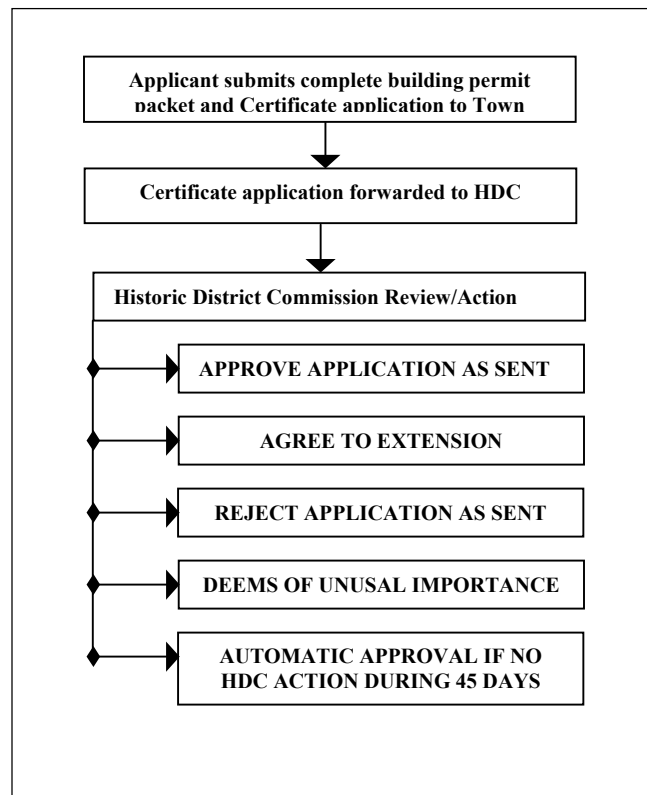 Applicant submits complete building permit
packet and Certificate application to Town
Certificate application forwarded to HDC
Historic District Commission Review/Action
APPROVE APPLICATION AS SENT
AGREE TO EXTENSION
REJECT APPLICATION AS SENT
DEEMS OF UNUSAL IMPORTANCE
AUTOMATIC APPROVAL IF NO
HDC ACTION DURING 45 DAYS